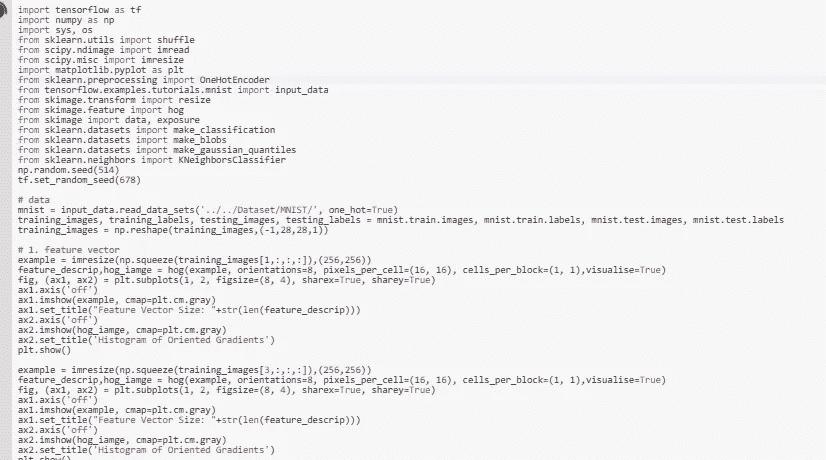 import tensorflow as tf
import numpy as np
import sys, os
from sklearn.utils import shuffle
from scipy.ndimage import imread
from scipy.misc import imresize
import matplotlib.pyplot as plt
from sklearn.preprocessing import OneHotEncoder
from tensorflow.examples.tutorials.mnist import input_data
from skimage.transform import resize
from skimage.feature import hog
from skimage import data, exposure
from sklearn.datasets import make_classification
from sklearn.datasets import make_blobs
from sklearn.datasets import make_gaussian_quantiles
from sklearn.neighbors import KNeighborsClassifier
np.random.seed(514)
tf.set_random_seed(678)
# data
mnist = input_data.read_data_sets('../../Dataset/MNIST/', one_hot=True)
training_images, training_labels, testing_images, testing_labels = mnist.train.images, mnist.train.labels, mnist.test.images, mnist.test.labels
training_images = np.reshape(training_images,(-1,28,28,1))
# 1. feature vector
example = imresize(np.squeeze(training_images[1,:,:,:]),(256,256))
feature_descrip,hog_iamge = hog(example, orientations=8, pixels_per_cell=(16, 16), cells_per_block=(1, 1),visualise=True)
fig, (ax1, ax2) = plt.subplots(1, 2, figsize=(8, 4), sharex=True, sharey=True)
ax1.axis('off')
ax1.imshow(example, cmap=plt.cm.gray)
ax1.set_title("Feature Vector Size: "+str(len(feature_descrip)))
ax2.axis('off')
ax2.imshow(hog_iamge, cmap=plt.cm.gray)
ax2.set_title('Histogram of Oriented Gradients')
plt.show()
example = imresize(np.squeeze(training_images[3,:,:,:]),(256,256))
feature_descrip,hog_iamge = hog(example, orientations=8, pixels_per_cell=(16, 16), cells_per_block=(1, 1),visualise=True)
fig, (ax1, ax2) = plt.subplots(1, 2, figsize=(8, 4), sharex=True, sharey=True)
ax1.axis('off')
ax1.imshow(example, cmap=plt.cm.gray)
ax1.set_title("Feature Vector Size: "+str(len(feature_descrip)))
ax2.axis('off')
ax2.imshow(hog_iamge, cmap=plt.cm.gray)
ax2.set_title('Histogram of Oriented Gradients')
plt.show()